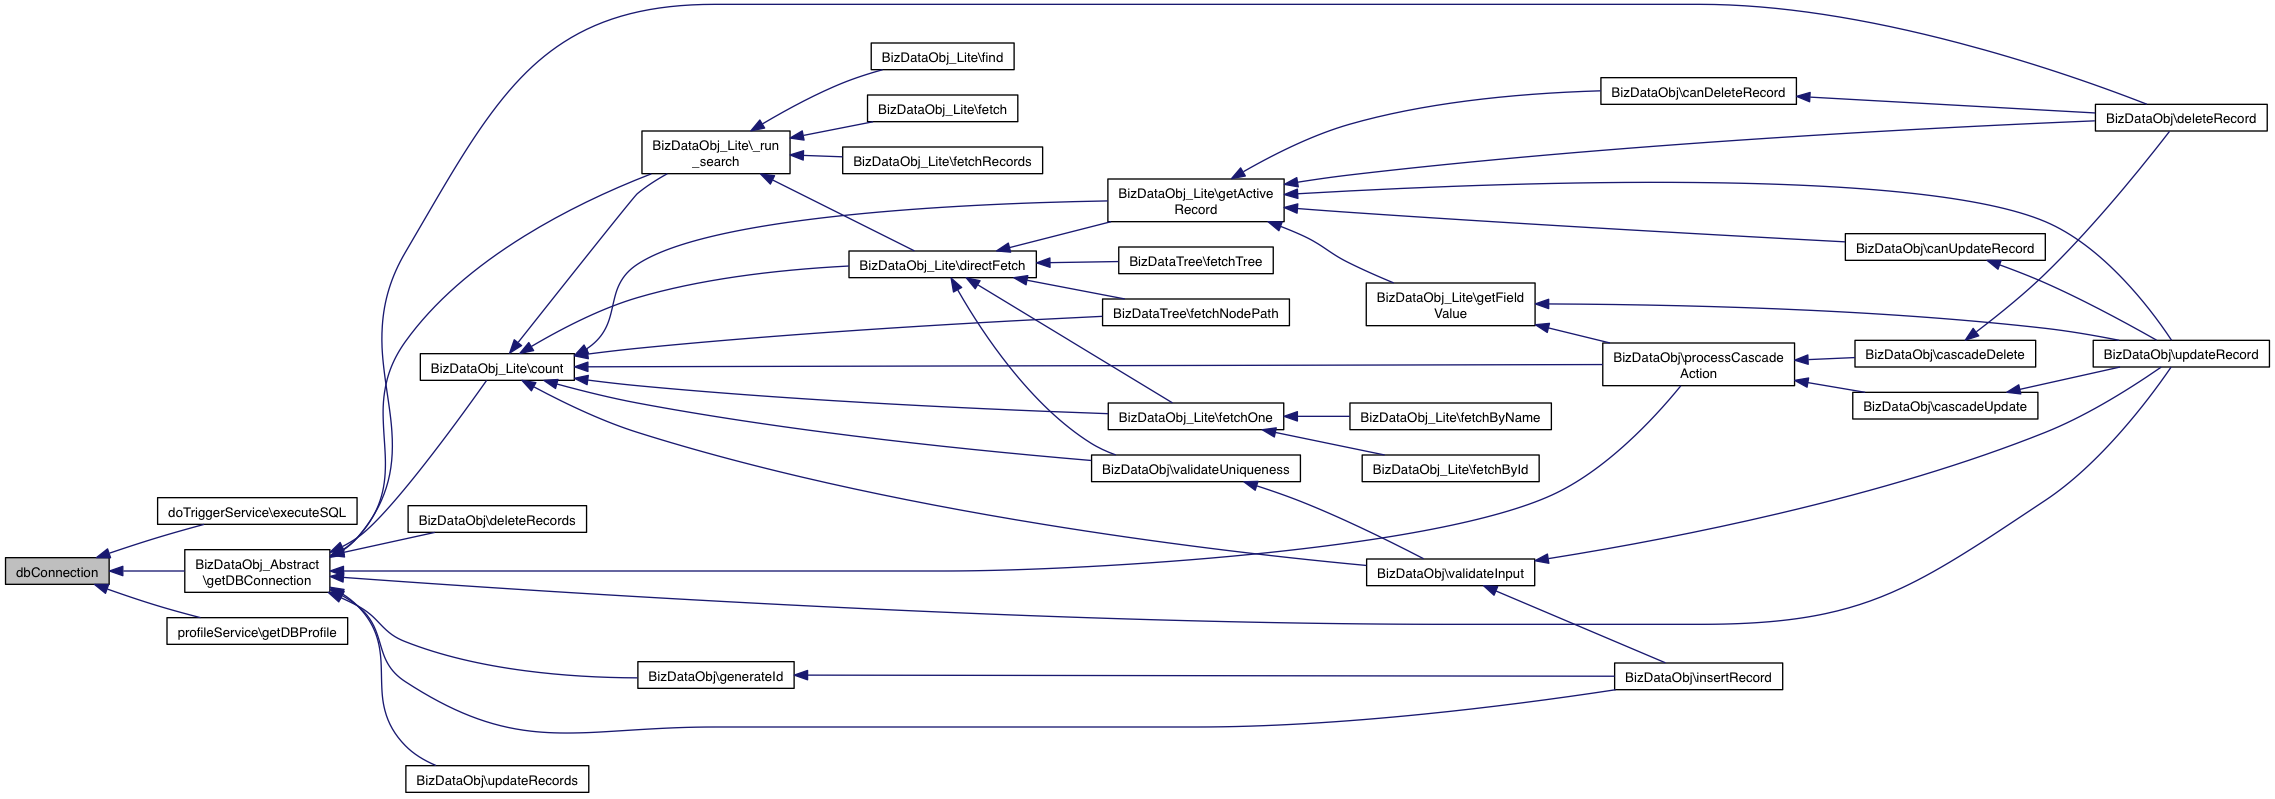 dbConnection
doTriggerService\executeSQL
BizDataObj_Abstract
\getDBConnection
profileService\getDBProfile
BizDataObj_Lite\count
BizDataObj\deleteRecords
BizDataObj\updateRecords
BizDataObj_Lite\_run
_search
BizDataObj\generateId
BizDataObj_Lite\find
BizDataObj_Lite\fetch
BizDataObj_Lite\fetchRecords
BizDataObj_Lite\directFetch
BizDataObj_Lite\getActive
Record
BizDataTree\fetchTree
BizDataTree\fetchNodePath
BizDataObj_Lite\fetchOne
BizDataObj\validateUniqueness
BizDataObj_Lite\getField
Value
BizDataObj_Lite\fetchByName
BizDataObj_Lite\fetchById
BizDataObj\validateInput
BizDataObj\canDeleteRecord
BizDataObj\processCascade
Action
BizDataObj\insertRecord
BizDataObj\canUpdateRecord
BizDataObj\cascadeDelete
BizDataObj\cascadeUpdate
BizDataObj\deleteRecord
BizDataObj\updateRecord